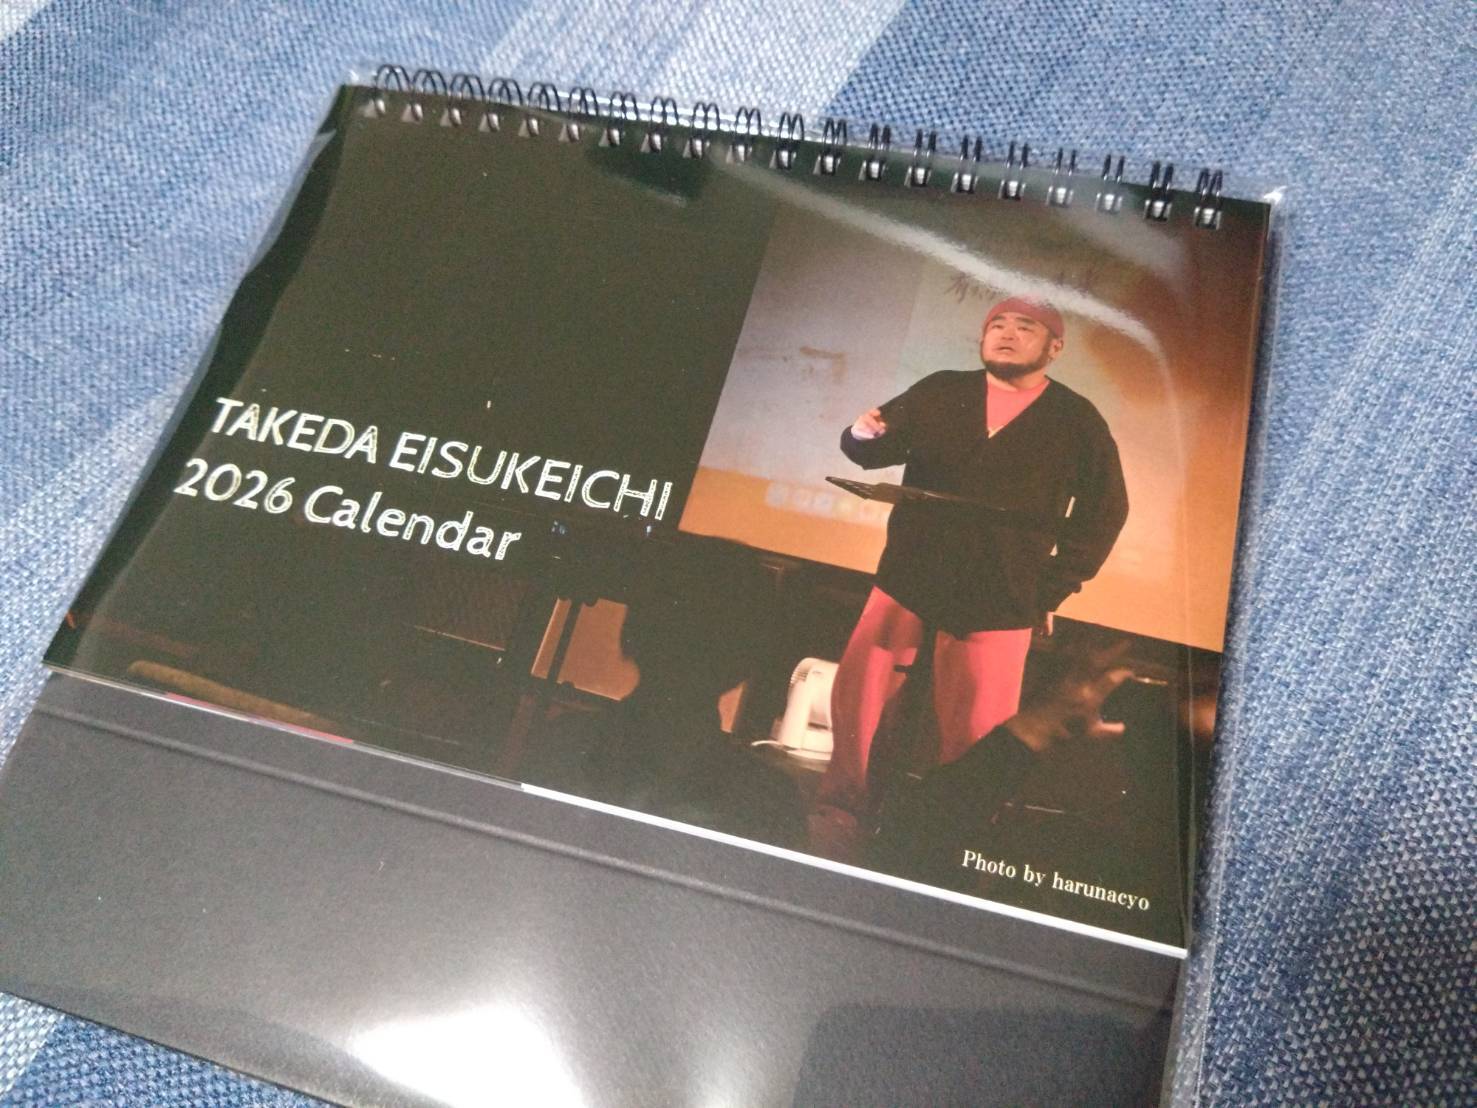 TAKEDA EISUKEICHI
2026 Calendar
Photo by harunacyo